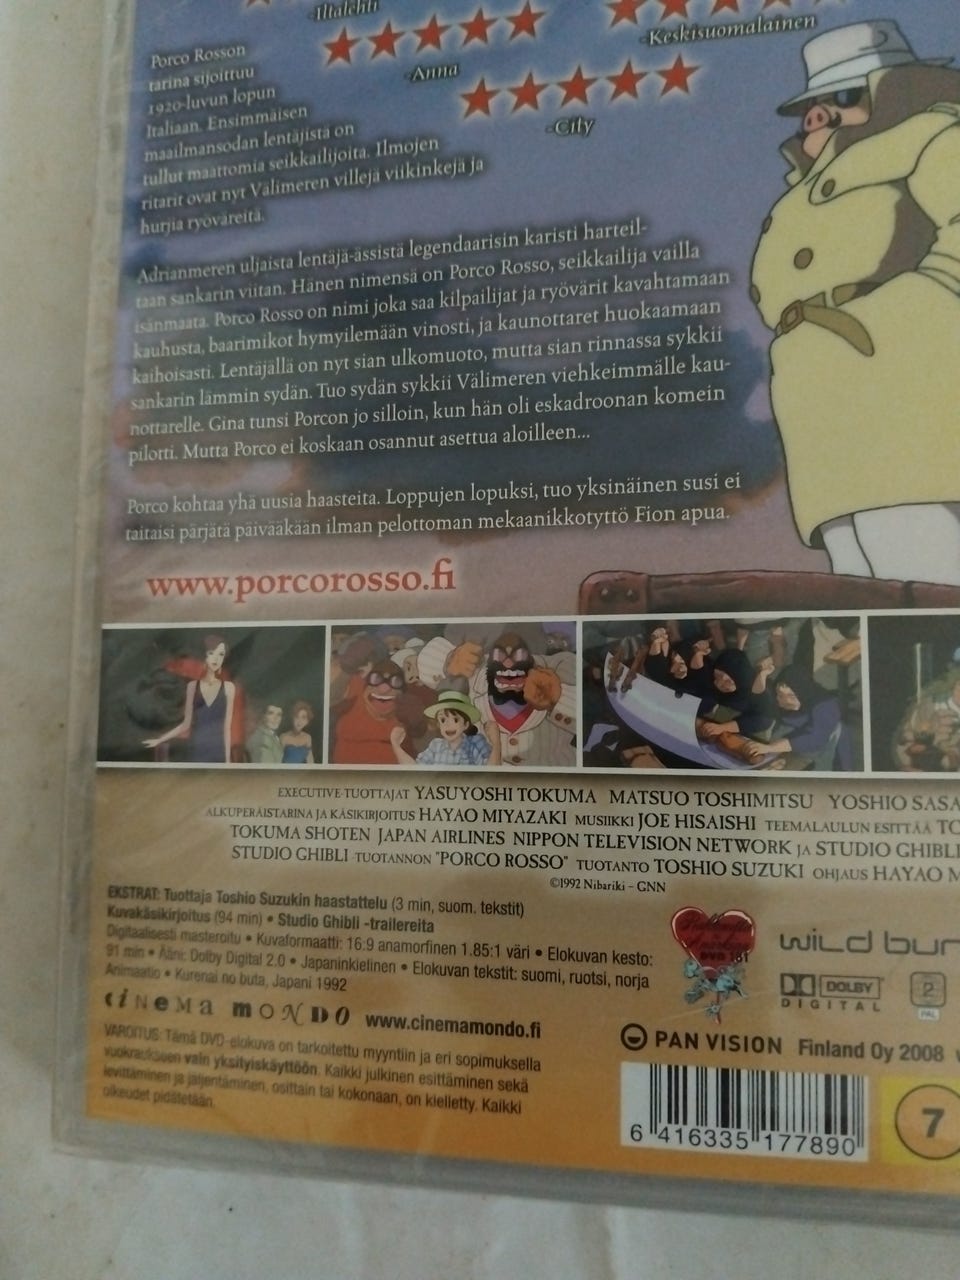 -Iltalehti
-Keskisuomalainen
-Anna
-City
Porco Rosson
tarina sijoittuu
1920-luvun lopun
Italiaan. Ensimmäisen
maailmansodan lentäjistä on
tullut maattomia seikkailijoita. Ilmojen
ritarit ovat nyt Välimeren villejä viikinkejä ja
hurjia ryöväreitä.
Adrianmeren uljaista lentäjä-ässistä legendaarisin karisti harteil-
taan sankarin viitan. Hänen nimensä on Porco Rosso, seikkailija vailla
isänmaata. Porco Rosso on nimi joka saa kilpailijat ja ryövärit kavahtamaan
kauhusta, baarimikot hymyilemään vinosti, ja kaunottaret huokaamaan
kaihoisasti. Lentäjällä on nyt sian ulkomuoto, mutta sian rinnassa sykkii
sankarin lämmin sydän. Tuo sydän sykkii Välimeren viehkeimmälle kau-
nottarelle. Gina tunsi Porcon jo silloin, kun hän oli eskadroonan komein
pilotti. Mutta Porco ei koskaan osannut asettua aloilleen...
Porco kohtaa yhä uusia haasteita. Loppujen lopuksi, tuo yksinäinen susi ei
taitaisi pärjätä päivääkään ilman pelottoman mekaanikkotyttö Fion apua.
www.porcorosso.fi
EXECUTIVE TUOTTAJAT YASUYOSHI TOKUMA MATSUO TOSHIMITSU YOSHIO SASA
ALKUPERÄISTARINA JA KÄSIKIRJOITUS HAYAO MIYAZAKI MUSIIKKI JOE HISAISHI TEEMALAULUN ESITTÄÄ TO
TOKUMA SHOTEN JAPAN AIRLINES NIPPON TELEVISION NETWORK JA STUDIO GHIBLI
STUDIO GHIBLI TUOTANNON "PORCO ROSSO" TUOTANTO TOSHIO SUZUKI OHJAUS HAYAO M
©1992 Nibariki - GNN
EKSTRAT: Tuottaja Toshio Suzukin haastattelu (3 min, suom. tekstit)
Kuvakäsikirjoitus (94 min) • Studio Ghibli -trailereita
Digitaalisesti masteroitu • Kuvaformaatti: 16:9 anamorfinen 1.85:1 väri • Elokuvan kesto:
91 min • Ääni: Dolby Digital 2.0 • Japaninkielinen • Elokuvan tekstit: suomi, ruotsi, norja
Animaatio • Kurenai no buta, Japani 1992
CINEMA MONDO www.cinemamondo.fi
DVD 161
wild bun
DOLBY
DIGITAL
2
PAL
PAN VISION Finland Oy 2008
VAROITUS: Tämä DVD-elokuva on tarkoitettu myyntiin ja eri sopimuksella
vuokraukseen vain yksityiskäyttöön. Kaikki julkinen esittäminen sekä
levittäminen ja jäljentäminen, osittain tai kokonaan, on kielletty. Kaikki
oikeudet pidätetään.
6 416335 177890
7